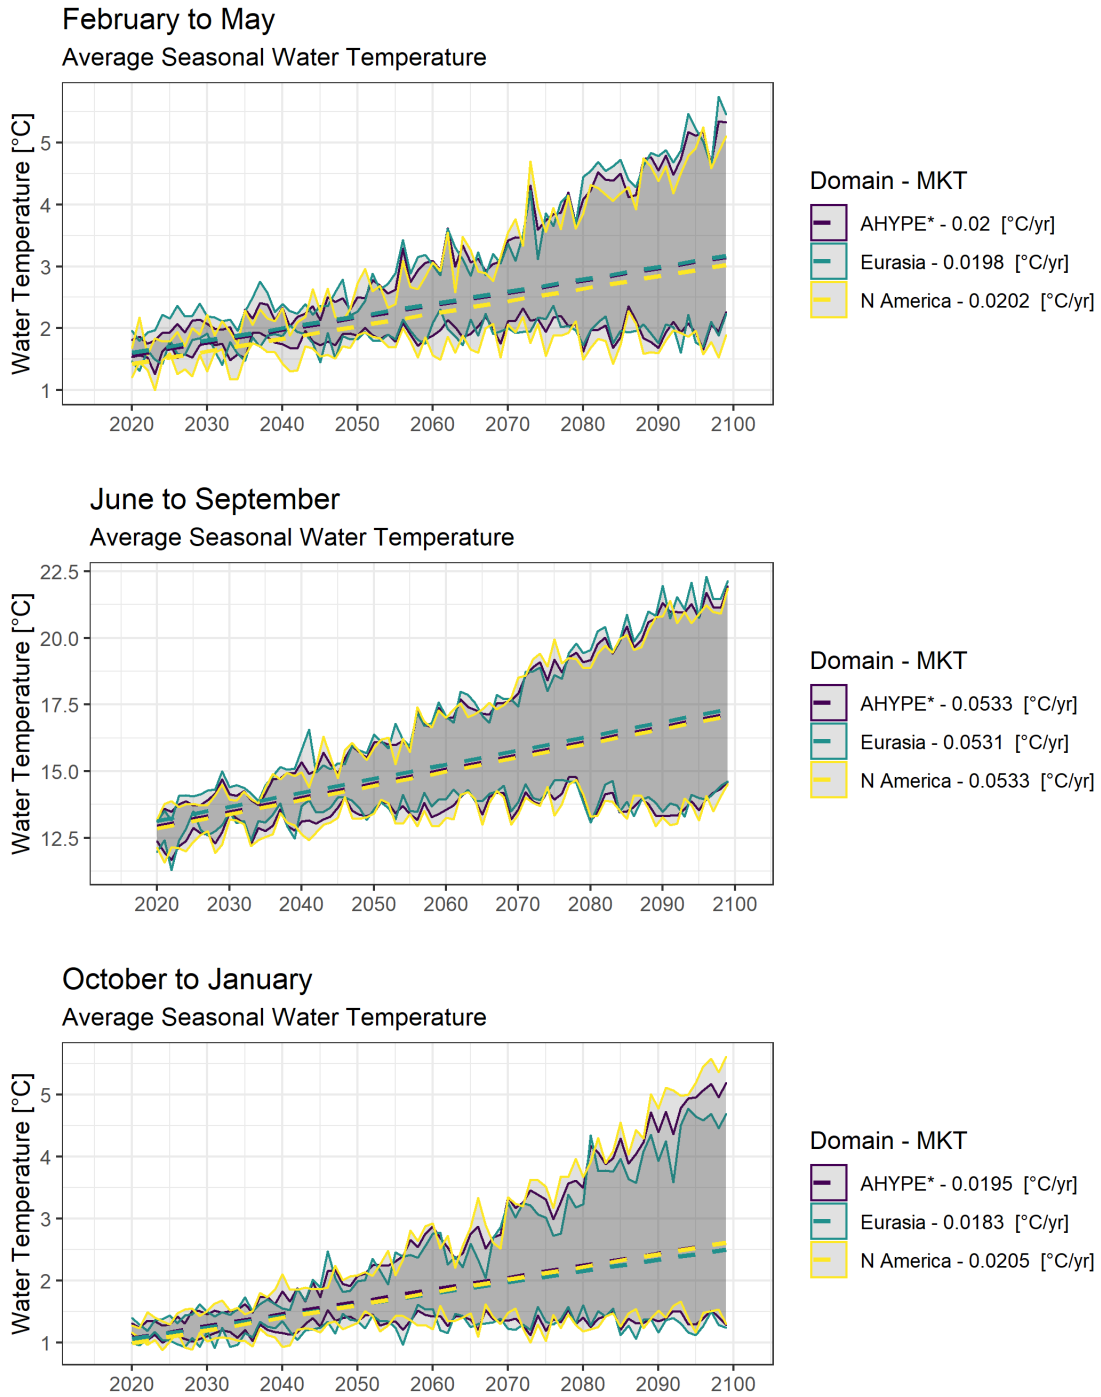 February to May
Average Seasonal Water Temperature
Water Temperature [°C]
5
4
3
2
1
2020 2030 2040 2050 2060 2070 2080 2090 2100
Domain - MKT
AHYPE* - 0.02 [°C/yr]
Eurasia - 0.0198 [°C/yr]
N America - 0.0202 [°C/yr]
June to September
Average Seasonal Water Temperature
Water Temperature [°C]
22.5
20.0
17.5
15.0
12.5
2020 2030 2040 2050 2060 2070 2080 2090 2100
Domain - MKT
AHYPE* - 0.0533 [°C/yr]
Eurasia - 0.0531 [°C/yr]
N America - 0.0533 [°C/yr]
October to January
Average Seasonal Water Temperature
Water Temperature [°C]
5
4
3
2
1
2020 2030 2040 2050 2060 2070 2080 2090 2100
Domain - MKT
AHYPE* - 0.0195 [°C/yr]
Eurasia - 0.0183 [°C/yr]
N America - 0.0205 [°C/yr]